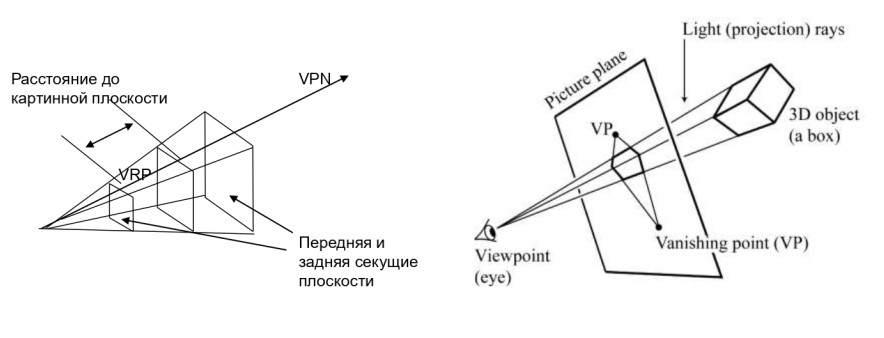 Расстояние до
картинной плоскости
VPN
VRP
Передняя и
задняя секущие
плоскости
Light (projection) rays
Picture plane
VP
3D object
(a box)
Vanishing point (VP)
Viewpoint
(eye)